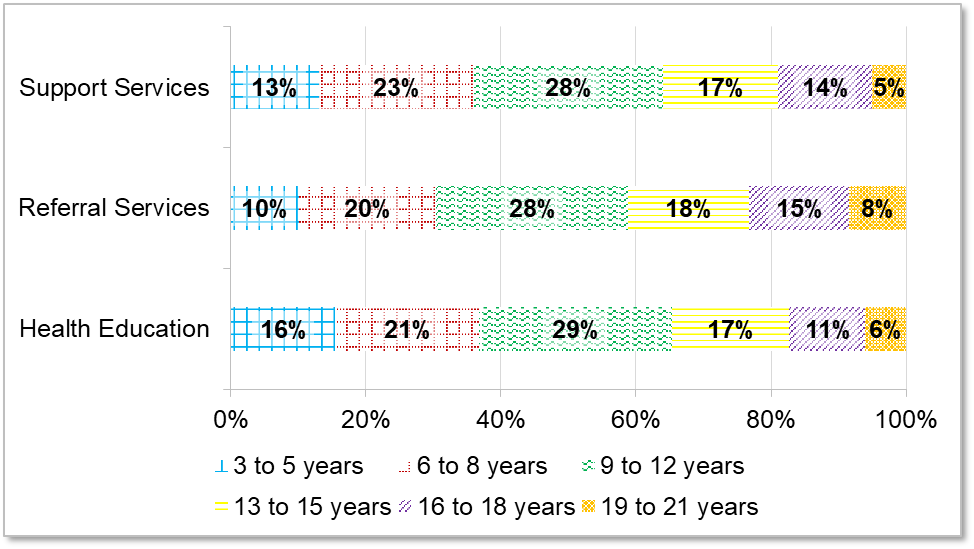 Support Services 13% 23% 28% 17% 14% 5%
Referral Services 10% 20% 28% 18% 15% 8%
Health Education 16% 21% 29% 17% 11% 6%
0% 20% 40% 60% 80% 100%
3 to 5 years 6 to 8 years 9 to 12 years
13 to 15 years 16 to 18 years 19 to 21 years